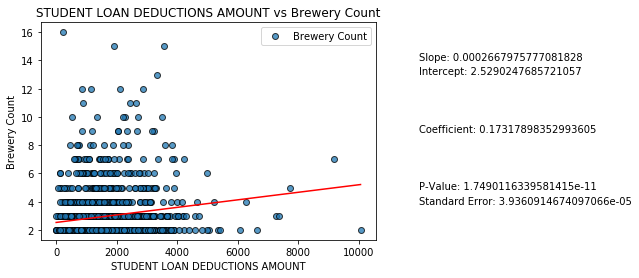 STUDENT LOAN DEDUCTIONS AMOUNT vs Brewery Count
Brewery Count
16
14
12
10
8
6
4
2
Brewery Count
0
2000
4000
6000
8000
10000
STUDENT LOAN DEDUCTIONS AMOUNT
Slope: 0.0002667975777081828
Intercept: 2.5290247685721057
Coefficient: 0.17317898352993605
P-Value: 1.7490116339581415e-11
Standard Error: 3.9360914674097066e-05